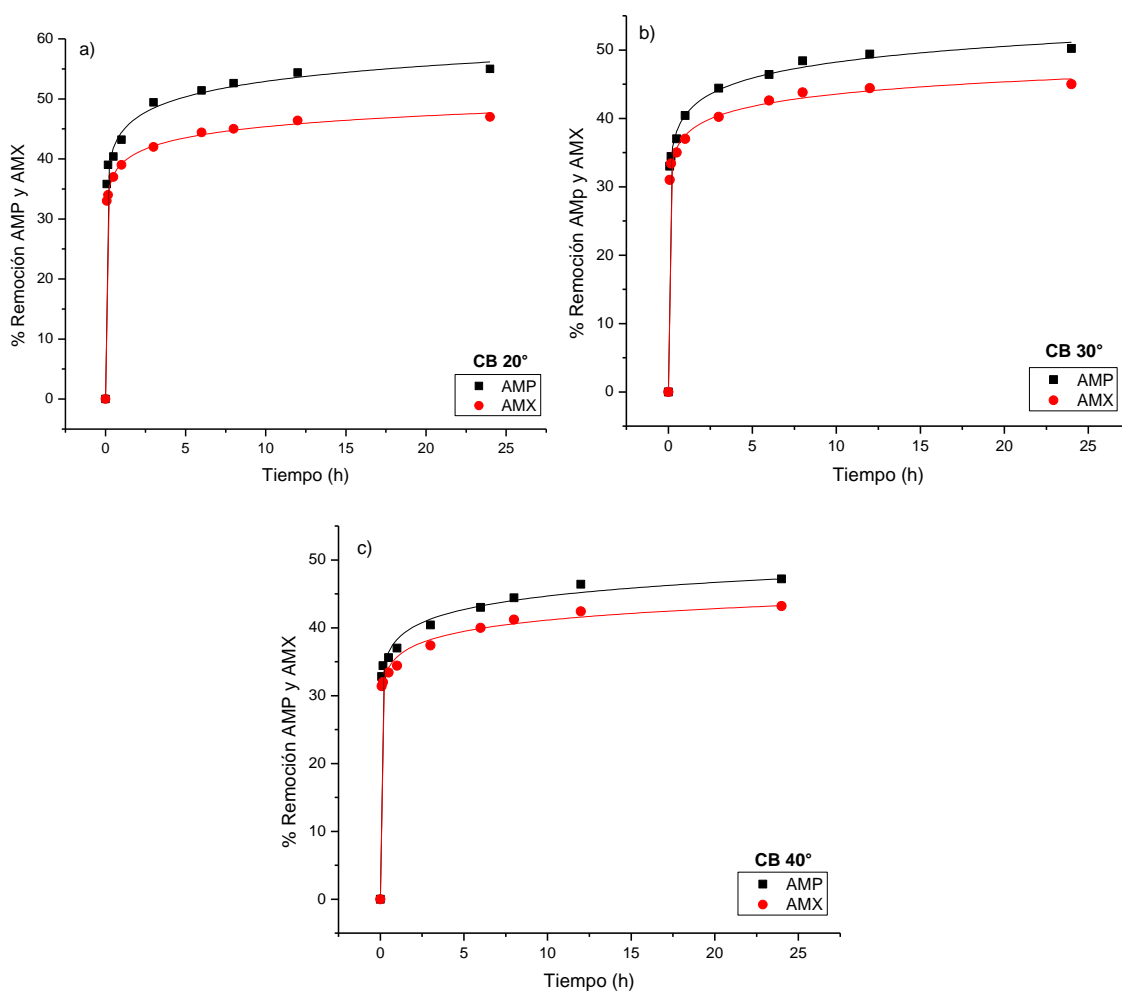 a)
60
50
40
30
20
10
0
% Remoción AMP y AMX
CB 20°
AMP
AMX
0 5 10 15 20 25
Tiempo (h)
b)
50
40
30
20
10
0
% Remoción AMp y AMX
CB 30°
AMP
AMX
0 5 10 15 20 25
Tiempo (h)
c)
50
40
30
20
10
0
% Remoción AMP y AMX
CB 40°
AMP
AMX
0 5 10 15 20 25
Tiempo (h)